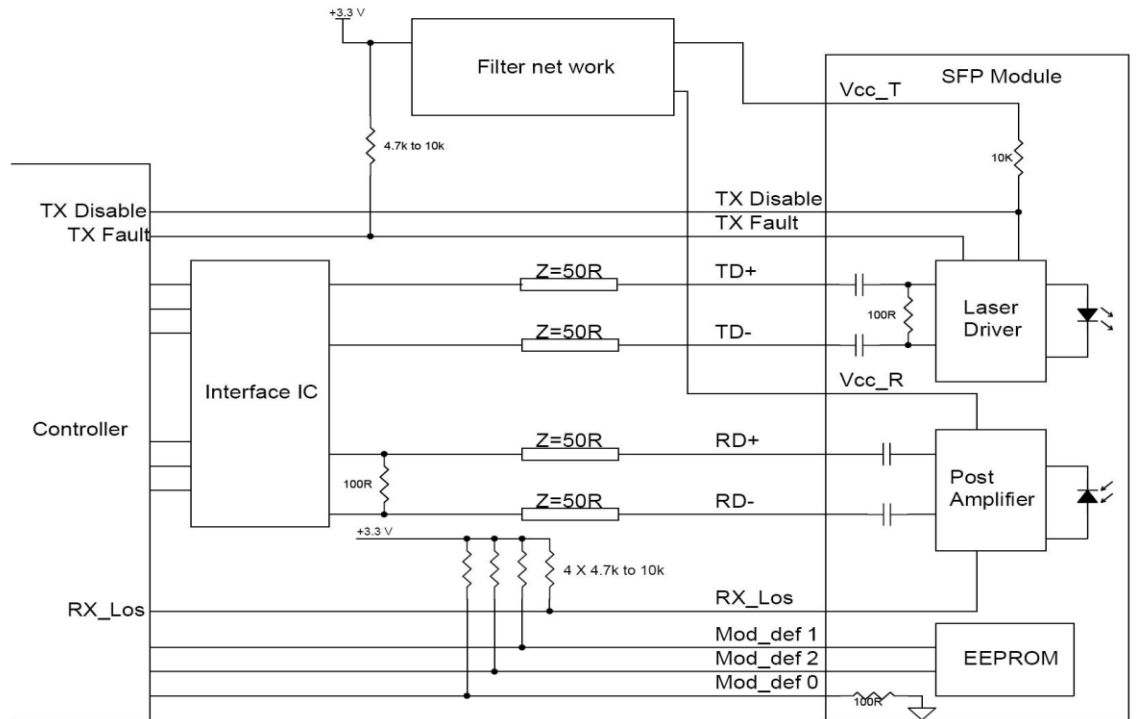 +3.3 V
Filter net work
SFP Module
Vcc_T
4.7k to 10k
10K
TX Disable
TX Disable
TX Fault
TX Fault
Z=50R
TD+
Laser
Driver
100R
Z=50R
TD-
Interface IC
Vcc_R
Controller
Z=50R
RD+
Post
Amplifier
100R
Z=50R
RD-
+3.3 V
4 X 4.7k to 10k
RX_Los
RX_Los
Mod_def 1
EEPROM
Mod_def 2
Mod_def 0
100R